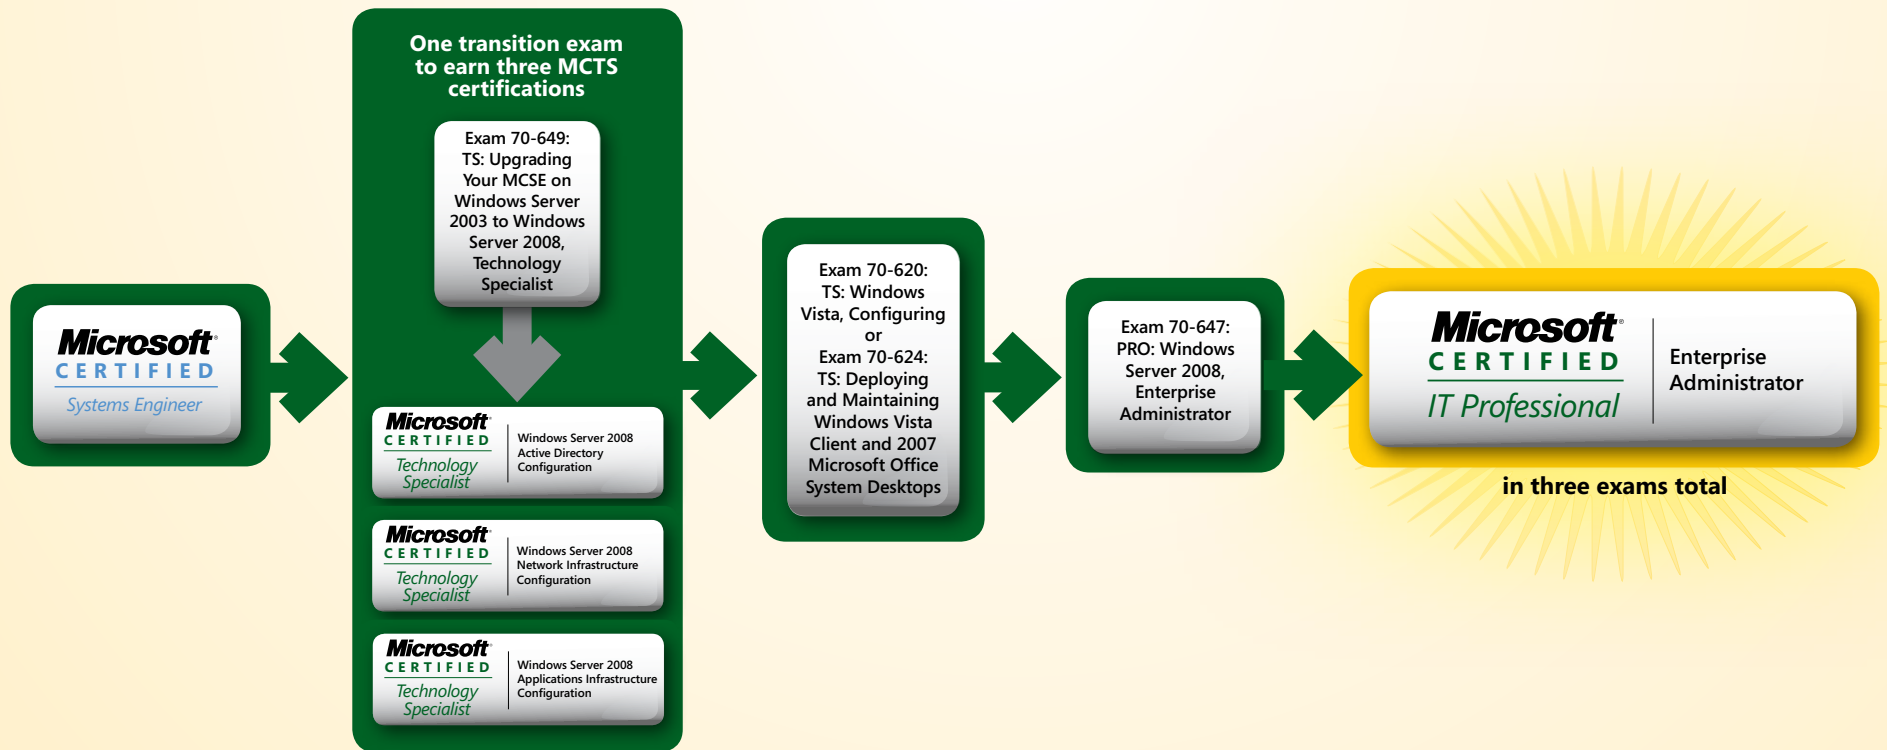 Microsoft®
CERTIFIED
Systems Engineer
One transition exam
to earn three MCTS
certifications
Exam 70-649:
TS: Upgrading
Your MCSE on
Windows Server
2003 to Windows
Server 2008,
Technology
Specialist
Microsoft®
CERTIFIED
Technology
Specialist
Windows Server 2008
Active Directory
Configuration
Microsoft®
CERTIFIED
Technology
Specialist
Windows Server 2008
Network Infrastructure
Configuration
Microsoft®
CERTIFIED
Technology
Specialist
Windows Server 2008
Applications Infrastructure
Configuration
Exam 70-620:
TS: Windows
Vista, Configuring
or
Exam 70-624:
TS: Deploying
and Maintaining
Windows Vista
Client and 2007
Microsoft Office
System Desktops
Exam 70-647:
PRO: Windows
Server 2008,
Enterprise
Administrator
Microsoft®
CERTIFIED
IT Professional
Enterprise
Administrator
in three exams total